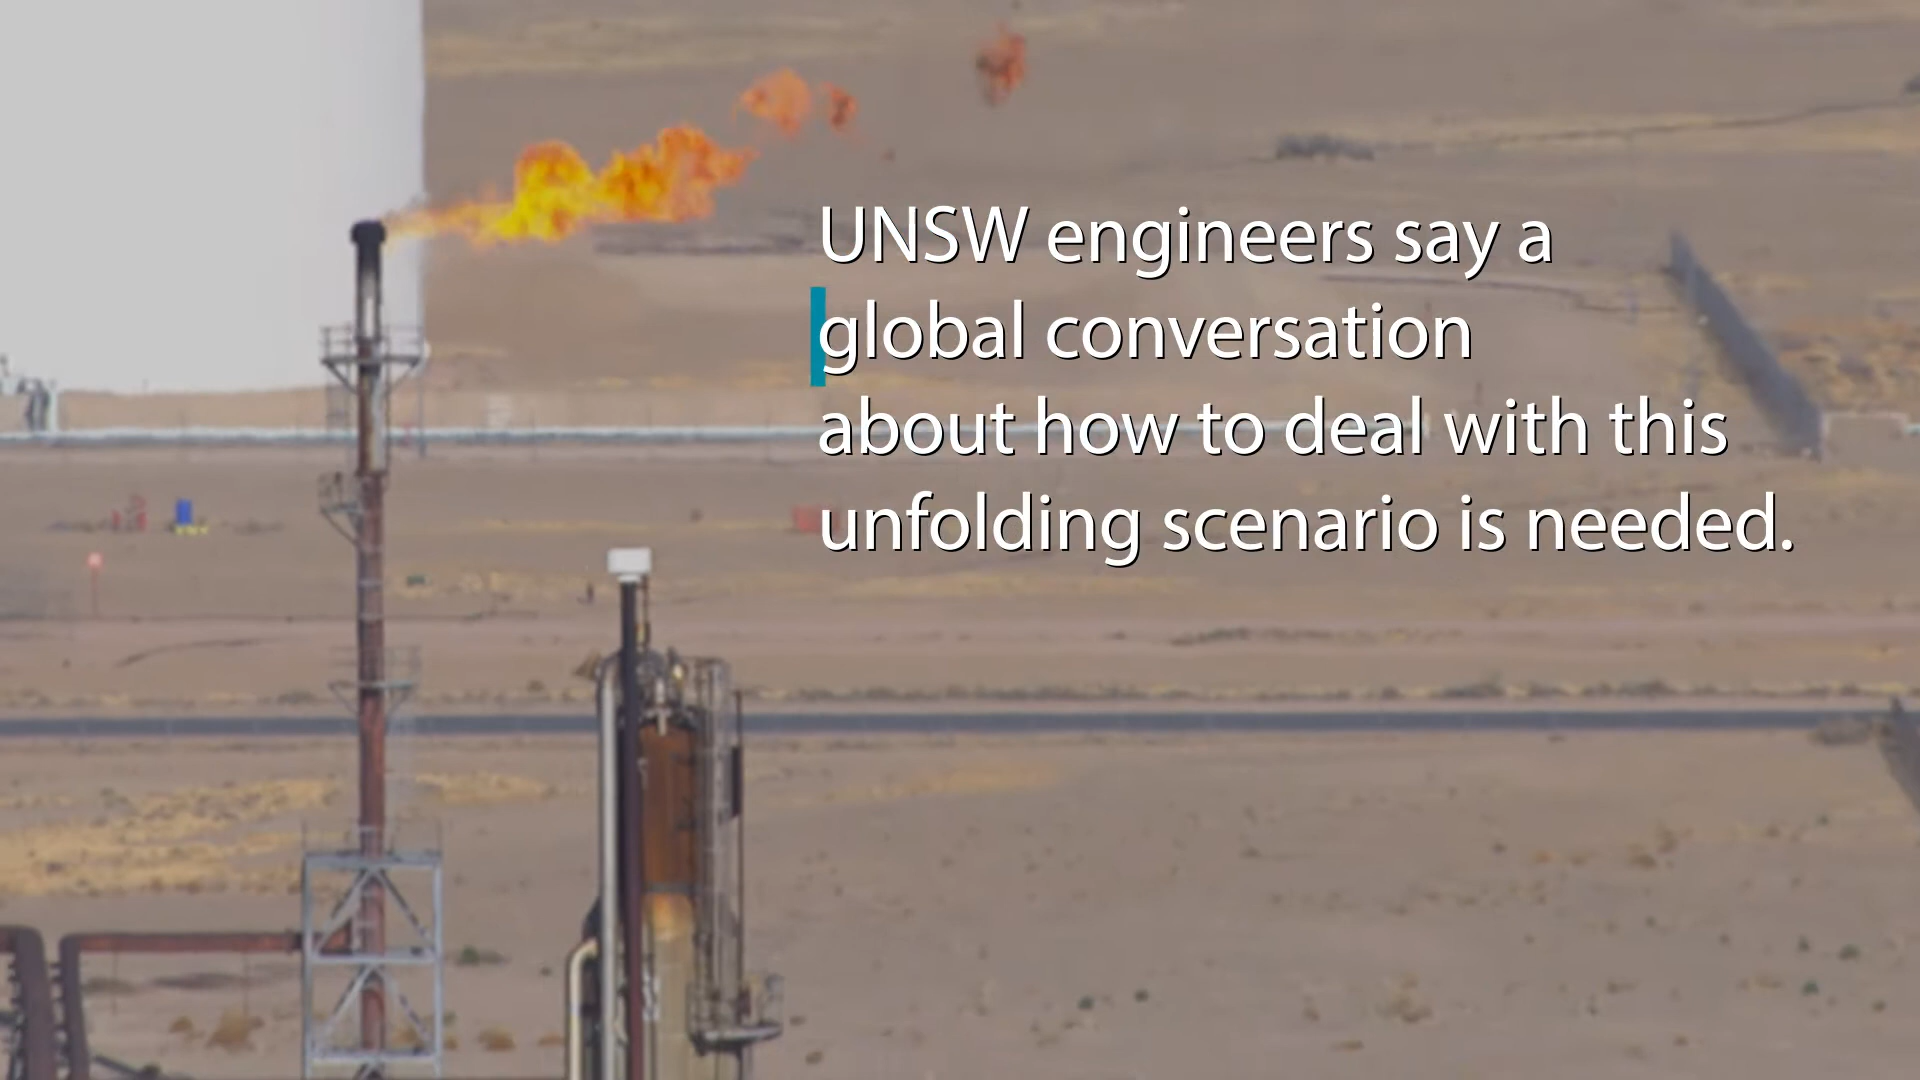 UNSW engineers say a
global conversation
about how to deal with this
unfolding scenario is needed.